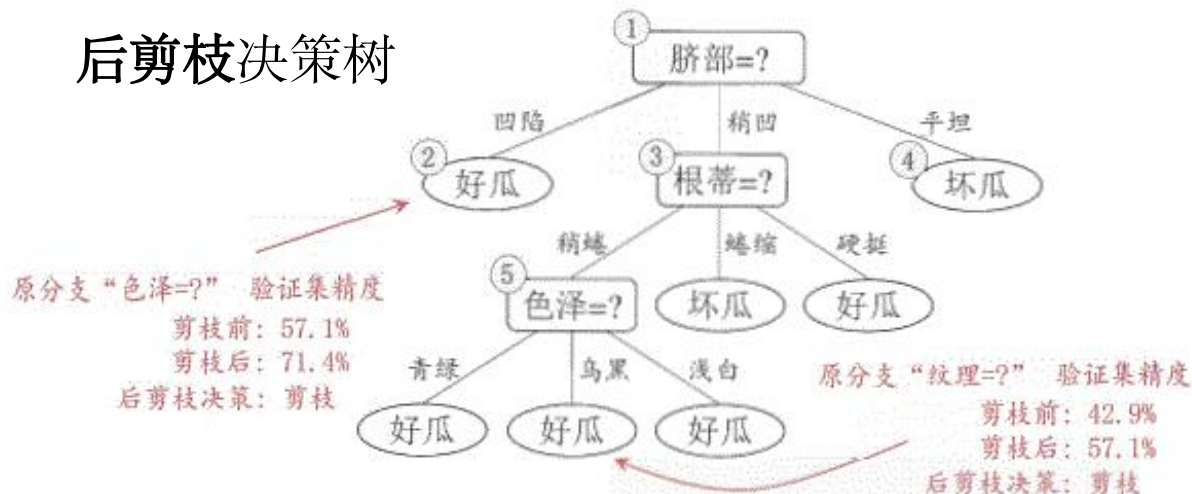 后剪枝决策树
①
脐部=?
凹陷
稍凹
平坦
②
好瓜
③
根蒂=?
④
坏瓜
稍蜷
蜷缩
硬挺
原分支“色泽=?” 验证集精度
剪枝前: 57.1%
剪枝后: 71.4%
后剪枝决策: 剪枝
⑤
色泽=?
坏瓜
好瓜
青绿
乌黑
浅白
好瓜
好瓜
好瓜
原分支“纹理=?” 验证集精度
剪枝前: 42.9%
剪枝后: 57.1%
后剪枝决策: 剪枝